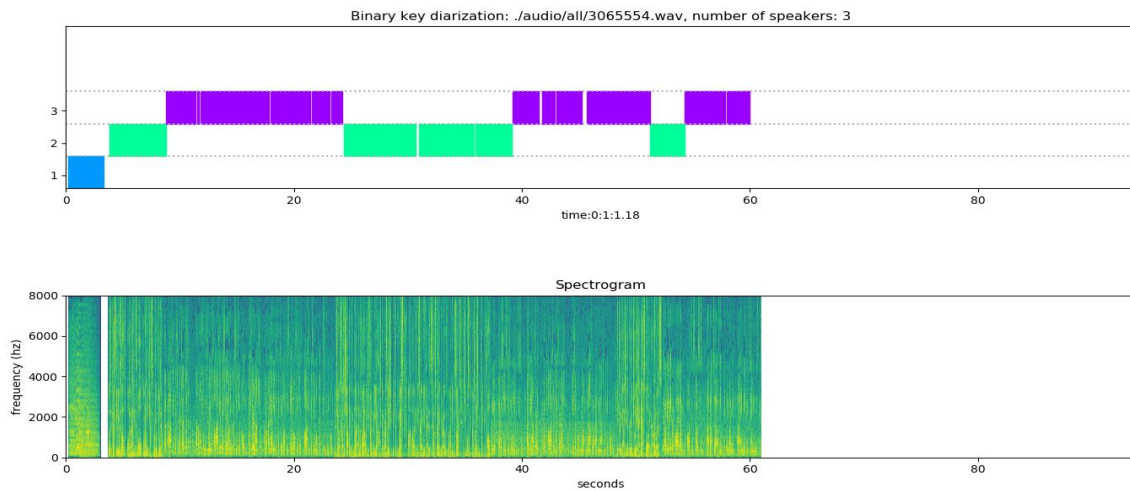 Binary key diarization: ./audio/all/3065554.wav, number of speakers: 3
3
2
1
0 20 40 60 80
time:0:1:1.18
Spectrogram
8000
6000
4000
2000
0
frequency (hz)
0 20 40 60 80
seconds